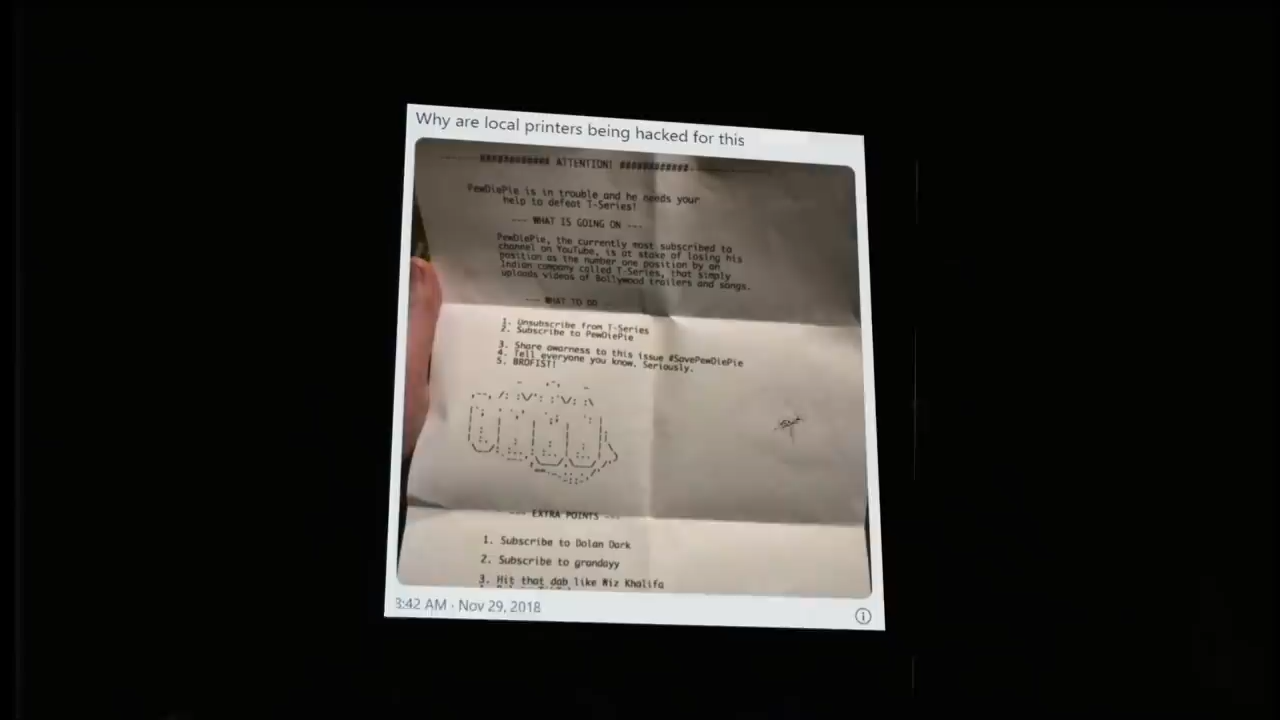 Why are local printers being hacked for this
############ ATTENTION! ############
PewDiePie is in trouble and he needs your
help to defeat T-Series!
--- WHAT IS GOING ON ---
PewDiePie, the currently most subscribed to
channel on YouTube, is at stake of losing his
position as the number one position by an
Indian company called T-Series, that simply
uploads videos of Bollywood trailers and songs.
--- WHAT TO DO ---
1. Unsubscribe from T-Series
2. Subscribe to PewDiePie
3. Share awarness to this issue #SavePewDiePie
4. Tell everyone you know. Seriously.
5. BROFIST!
--- EXTRA POINTS ---
1. Subscribe to Dolan Dark
2. Subscribe to grandayy
3. Hit that dab like Wiz Khalifa
3:42 AM · Nov 29, 2018